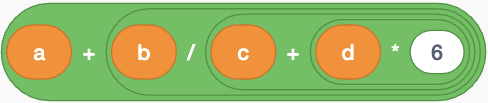 a + b / c + d * 6